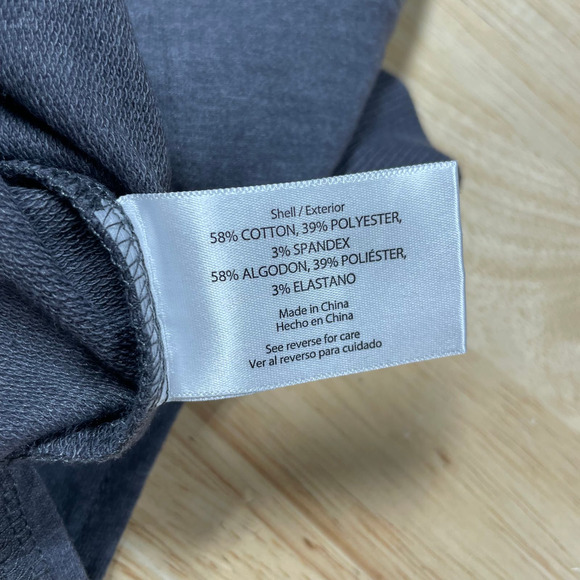 Shell / Exterior
58% COTTON, 39% POLYESTER,
3% SPANDEX
58% ALGODON, 39% POLIÉSTER,
3% ELASTANO
Made in China
Hecho en China
See reverse for care
Ver al reverso para cuidado